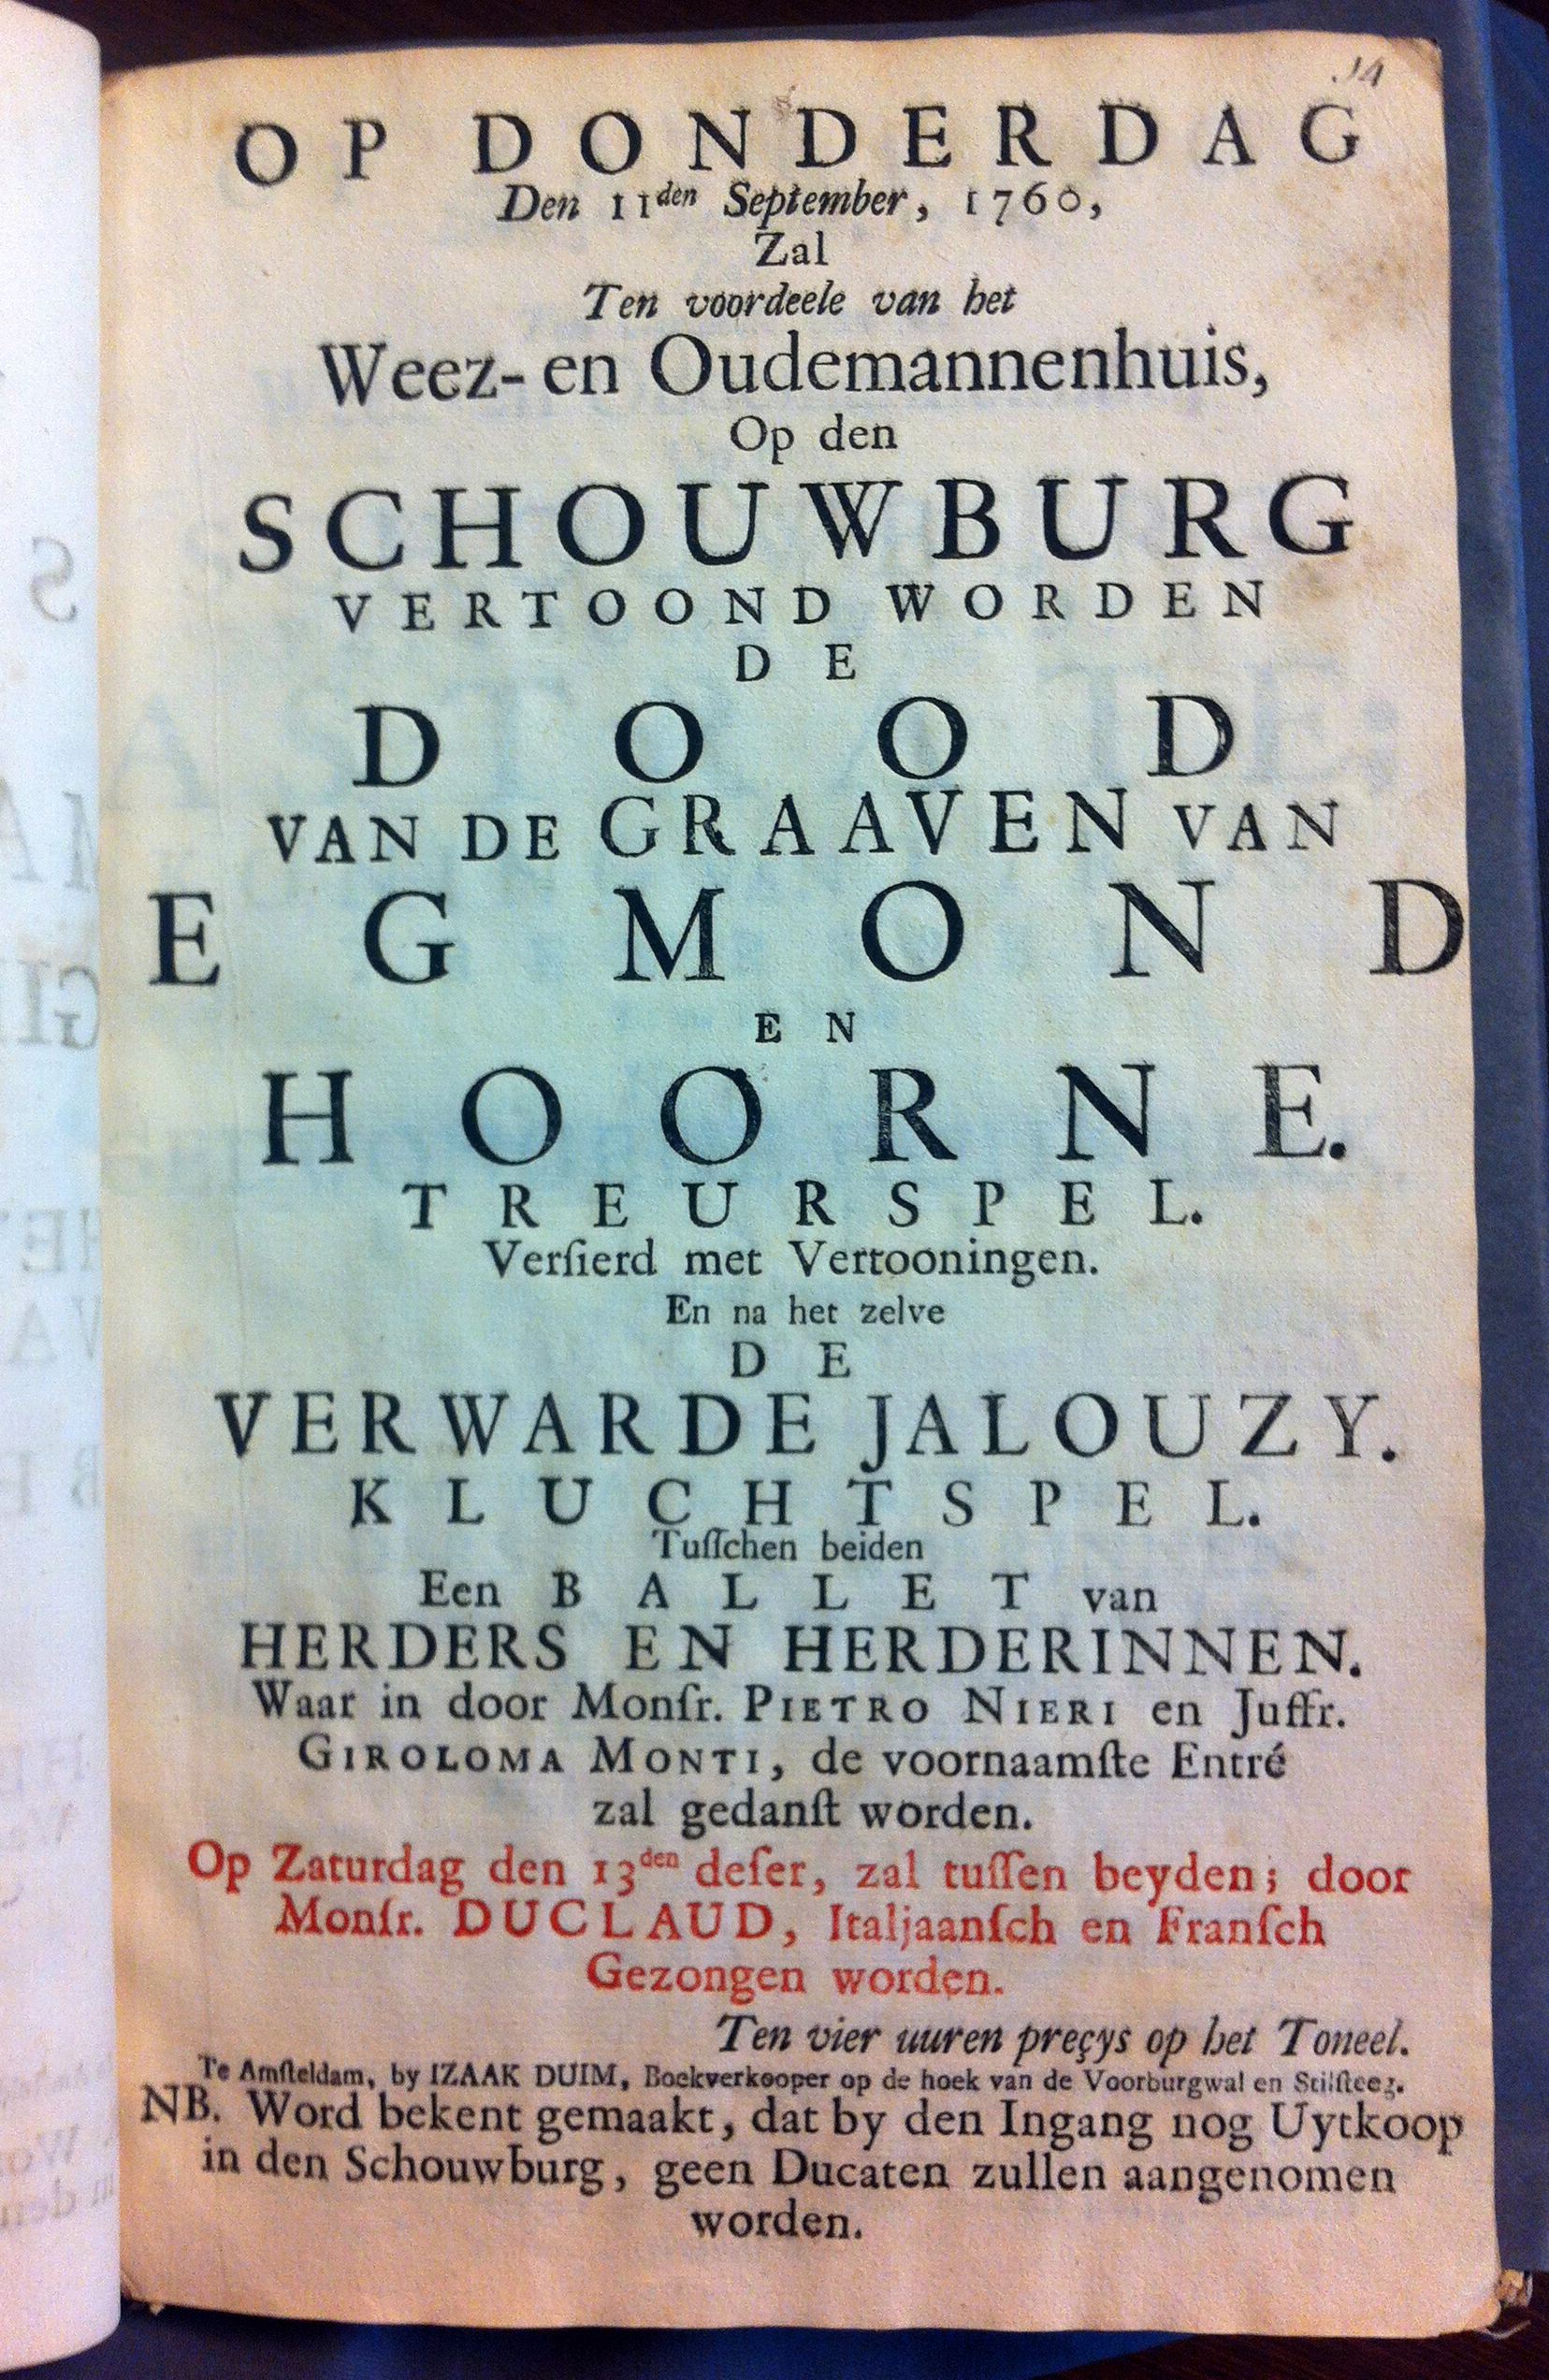 OP DONDERDAG
Den 11den September, 1760,
Zal
Ten voordeele van het
Weez- en Oudemannenhuis,
Op den
SCHOUWBURG
VERTOOND WORDEN
DE
DOOD
VAN DE GRAAVEN VAN
EGMOND
EN
HOORNE.
TREURSPEL.
Verſierd met Vertooningen.
En na het zelve
DE
VERWARDE JALOUZY.
KLUCHTSPEL.
Tuſſchen beiden
Een BALLET van
HERDERS EN HERDERINNEN.
Waar in door Monſr. PIETRO NIERI en Juffr.
GIROLOMA MONTI, de voornaamſte Entré
zal gedanſt worden.
Op Zaturdag den 13den deſer, zal tuſſen beyden; door
Monſr. DUCLAUD, Italjaanſch en Franſch
Gezongen worden.
Ten vier uuren preçys op het Toneel.
Te Amſteldam, by IZAAK DUIM, Boekverkooper op de hoek van de Voorburgwal en Stilſteeg.
NB. Word bekent gemaakt, dat by den Ingang nog Uytkoop
in den Schouwburg, geen Ducaten zullen aangenomen
worden.